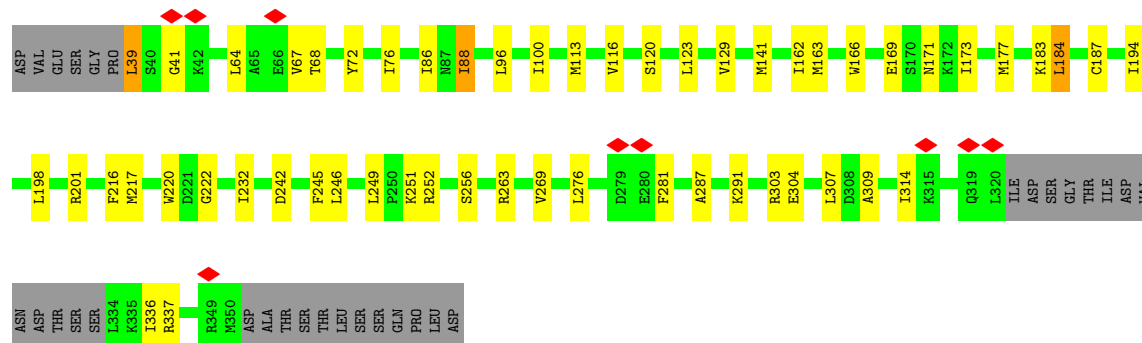 ASP VAL GLU SER GLY PRO L39 S40 G41 K42 L64 A65 E66 V67 T68 Y72 I76 I86 N87 I88 L96 I100 M113 V116 S120 L123 V129 M141 I162 M163 W166 E169 S170 N171 K172 I173 M177 K183 L184 C187 I194
L198 R201 F216 M217 W220 D221 G222 I232 D242 F245 L246 L249 P250 K251 R252 S256 R263 V269 L276 D279 E280 F281 A287 K291 R303 E304 L307 D308 A309 I314 K315 Q319 L320 ILE ASP SER GLY THR ILE ASP VAL
ASN ASP THR SER SER L334 K335 I336 R337 R349 M350 ASP ALA THR SER THR LEU SER SER GLN PRO LEU ASP